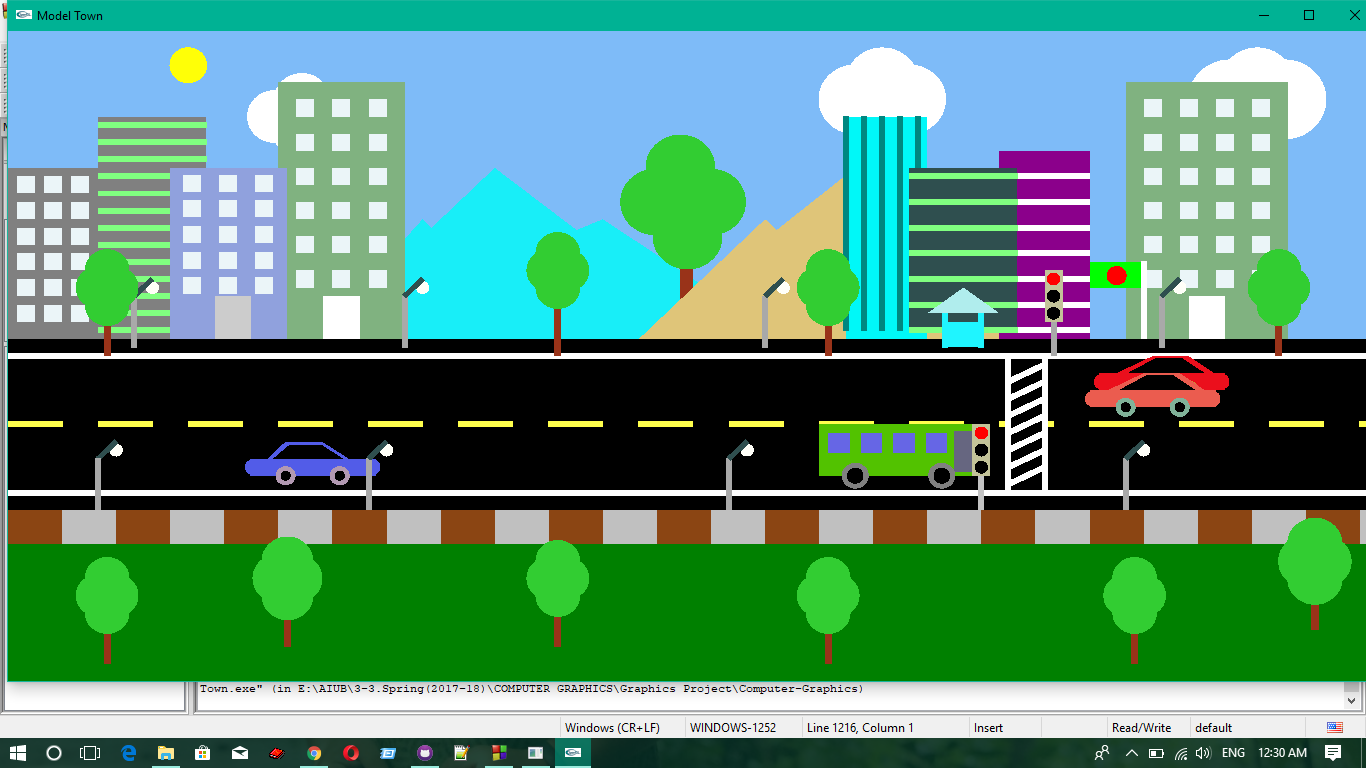 Model Town
Town.exe" (in E:\AIUB\3-3.Spring(2017-18)\COMPUTER GRAPHICS\Graphics Project\Computer-Graphics)
Windows (CR+LF) WINDOWS-1252 Line 1216, Column 1 Insert Read/Write default
ENG 12:30 AM